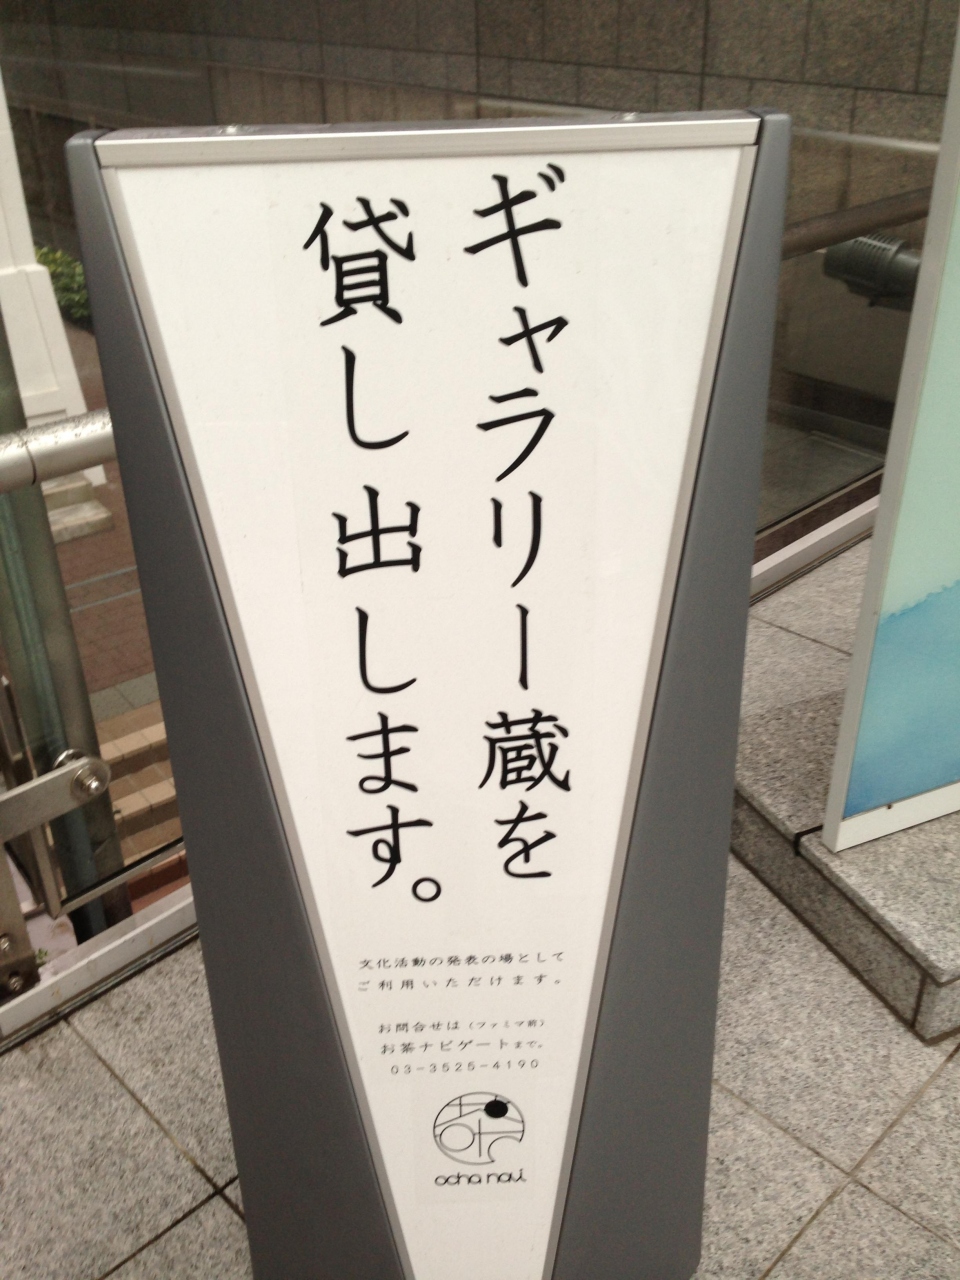 ギャラリー蔵を
貸し出します。
文化活動の発表の場として
ご利用いただけます。
お問合せは（ファミマ前）
お茶ナビゲートまで。
03-3525-4190
ocha navi